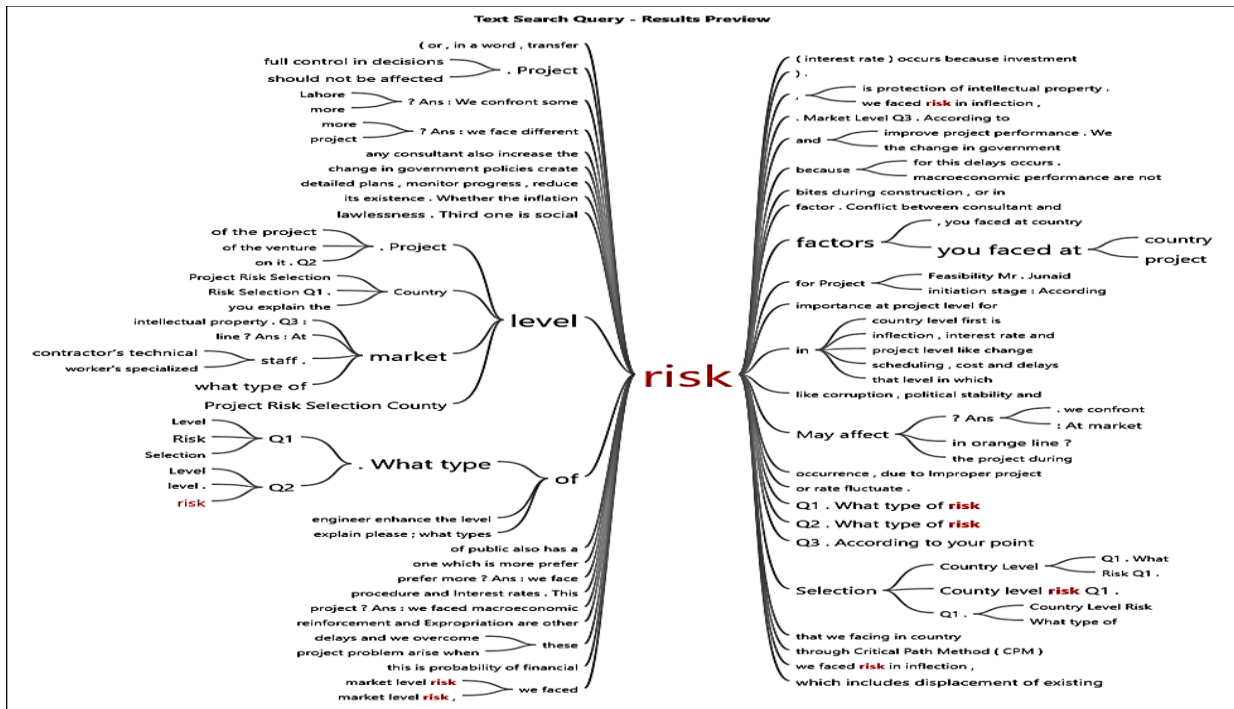 Text Search Query - Results Preview
( or , in a word , transfer
full control in decisions
should not be affected
. Project
Lahore
more
? Ans : We confront some
more
project
? Ans : we face different
any consultant also increase the
change in government policies create
detailed plans , monitor progress , reduce
its existence . Whether the inflation
lawlessness . Third one is social
of the project
of the venture
on it . Q2
. Project
Project Risk Selection
Risk Selection Q1 .
you explain the
Country
intellectual property . Q3 :
line ? Ans : At
contractor's technical
worker's specialized
staff .
what type of
market
Project Risk Selection County
level
Level
Risk
Selection
Q1
Level
level .
risk
Q2
. What type
engineer enhance the level
explain please ; what types
of
of public also has a
one which is more prefer
prefer more ? Ans : we face
procedure and Interest rates . This
project ? Ans : we faced macroeconomic
reinforcement and Expropriation are other
delays and we overcome
project problem arise when
these
this is probability of financial
market level risk
market level risk ,
we faced
risk
( interest rate ) occurs because investment
) .
,
is protection of intellectual property .
we faced risk in inflection ,
. Market Level Q3 . According to
and
improve project performance . We
the change in government
because
for this delays occurs .
macroeconomic performance are not
bites during construction , or in
factor . Conflict between consultant and
factors
, you faced at country
you faced at
country
project
for Project
Feasibility Mr . Junaid
initiation stage : According
importance at project level for
in
country level first is
inflection , interest rate and
project level like change
scheduling , cost and delays
that level in which
like corruption , political stability and
May affect
? Ans
. we confront
: At market
in orange line ?
the project during
occurrence , due to Improper project
or rate fluctuate .
Q1 . What type of risk
Q2 . What type of risk
Q3 . According to your point
Selection
Country Level
Q1 . What
Risk Q1 .
County level risk Q1 .
Q1 .
Country Level Risk
What type of
that we facing in country
through Critical Path Method ( CPM )
we faced risk in inflection ,
which includes displacement of existing